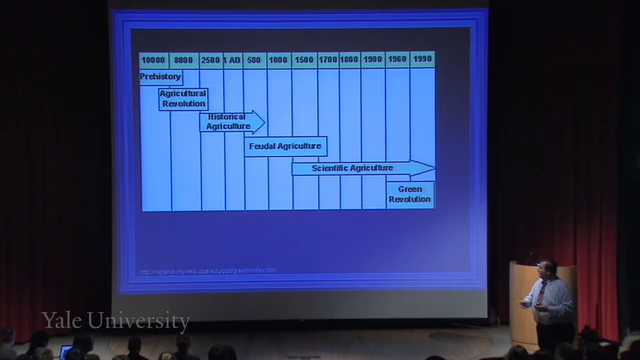 10000 8000 2500 1 AD 500 1000 1500 1700 1800 1900 1960 1990
Prehistory
Agricultural
Revolution
Historical
Agriculture
Feudal Agriculture
Scientific Agriculture
Green
Revolution
Yale University